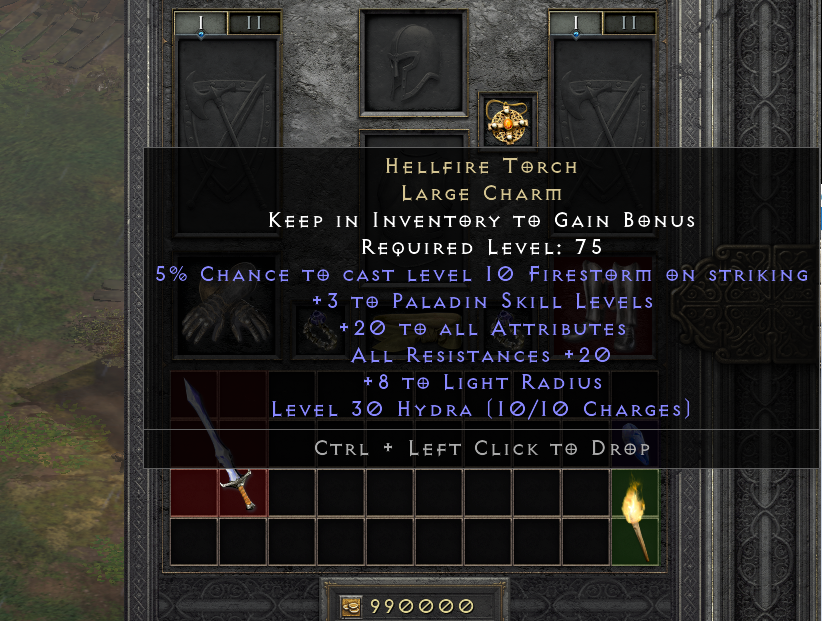 I II
I II
Hellfire Torch
Large Charm
Keep in Inventory to Gain Bonus
Required Level: 75
5% Chance to cast level 10 Firestorm on striking
+3 to Paladin Skill Levels
+20 to all Attributes
All Resistances +20
+8 to Light Radius
Level 30 Hydra (10/10 Charges)
Ctrl + Left Click to Drop
990000